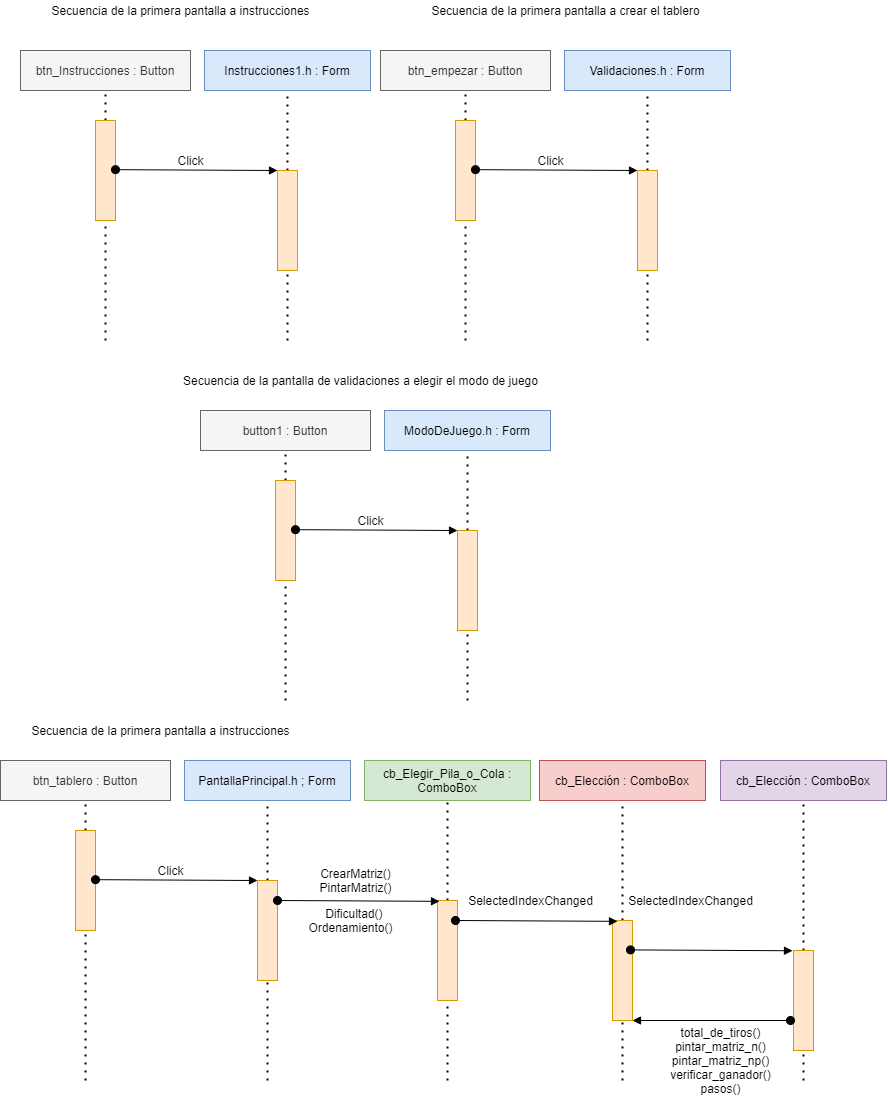 Secuencia de la primera pantalla a instrucciones
Secuencia de la primera pantalla a crear el tablero
btn_Instrucciones : Button
Instrucciones1.h : Form
btn_empezar : Button
Validaciones.h : Form
Click
Click
Secuencia de la pantalla de validaciones a elegir el modo de juego
button1 : Button
ModoDeJuego.h : Form
Click
Secuencia de la primera pantalla a instrucciones
btn_tablero : Button
PantallaPrincipal.h ; Form
cb_Elegir_Pila_o_Cola :
ComboBox
cb_Elección : ComboBox
cb_Elección : ComboBox
Click
CrearMatriz()
PintarMatriz()
Dificultad()
Ordenamiento()
SelectedIndexChanged
SelectedIndexChanged
total_de_tiros()
pintar_matriz_n()
pintar_matriz_np()
verificar_ganador()
pasos()